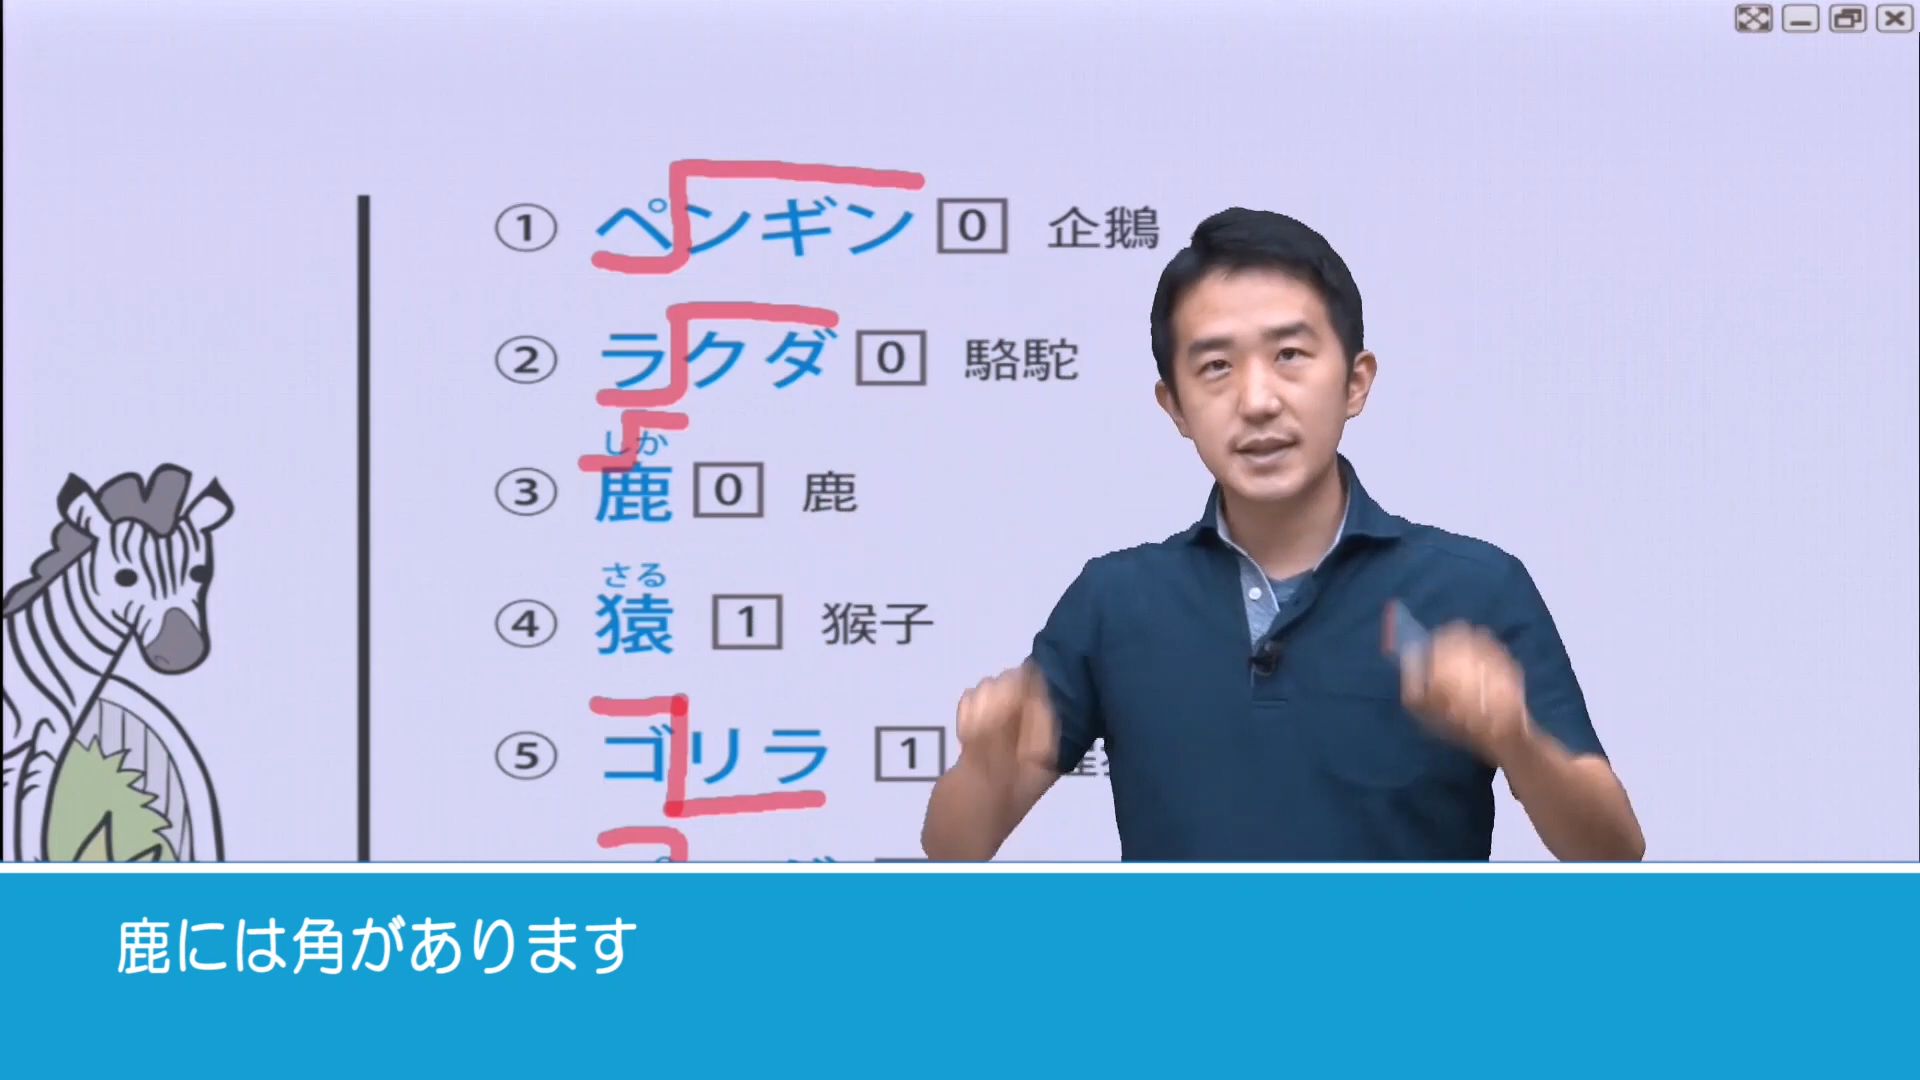 ① ペンギン 0 企鵝
② ラクダ 0 駱駝
しか
③ 鹿 0 鹿
さる
④ 猿 1 猴子
⑤ ゴリラ 1
鹿には角があります